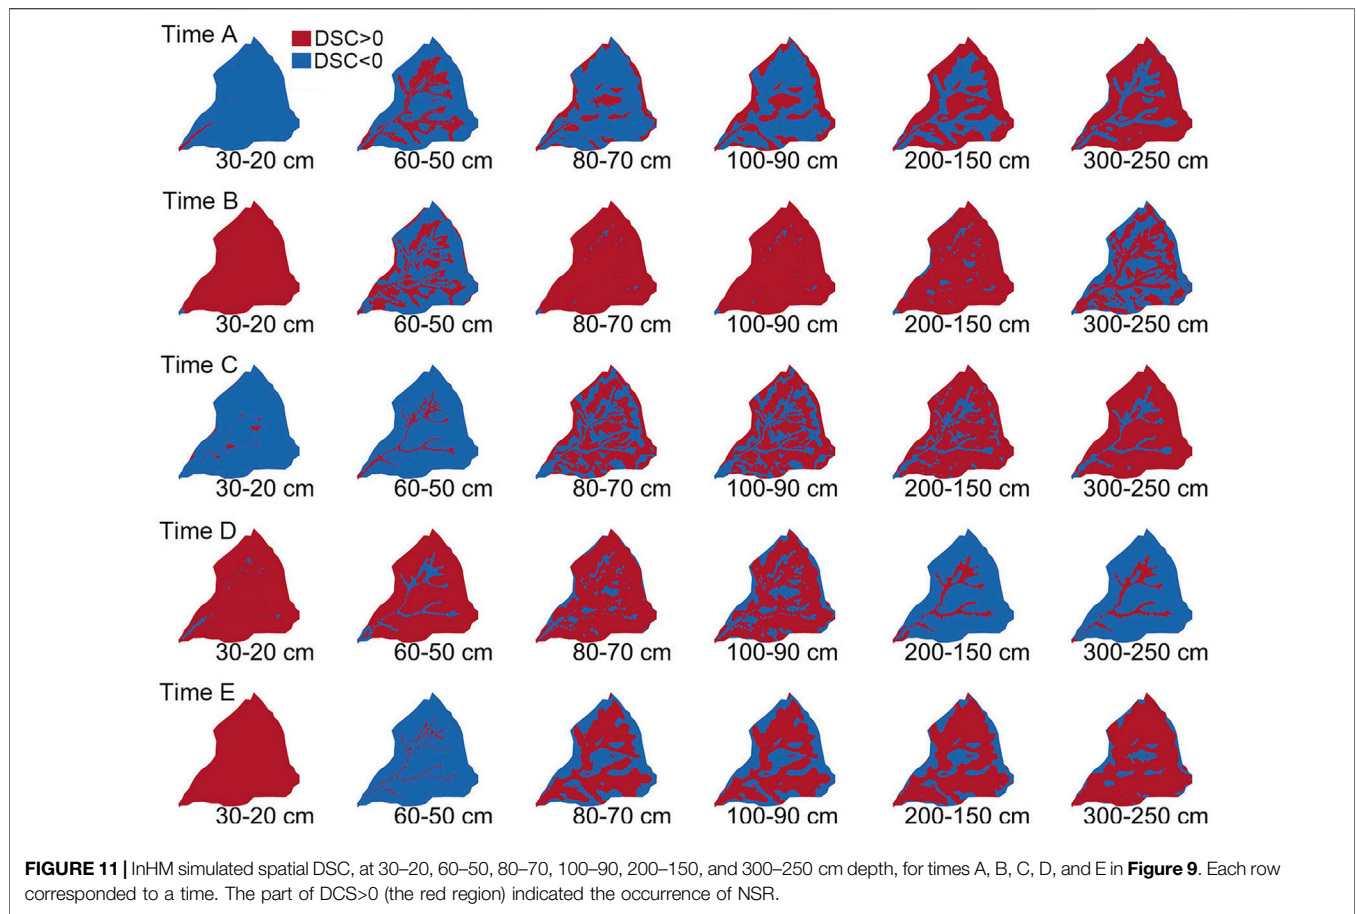 Time A
DSC>0
DSC<0
30-20 cm
60-50 cm
80-70 cm
100-90 cm
200-150 cm
300-250 cm
Time B
30-20 cm
60-50 cm
80-70 cm
100-90 cm
200-150 cm
300-250 cm
Time C
30-20 cm
60-50 cm
80-70 cm
100-90 cm
200-150 cm
300-250 cm
Time D
30-20 cm
60-50 cm
80-70 cm
100-90 cm
200-150 cm
300-250 cm
Time E
30-20 cm
60-50 cm
80-70 cm
100-90 cm
200-150 cm
300-250 cm
FIGURE 11 | InHM simulated spatial DSC, at 30–20, 60–50, 80–70, 100–90, 200–150, and 300–250 cm depth, for times A, B, C, D, and E in Figure 9. Each row
corresponded to a time. The part of DCS>0 (the red region) indicated the occurrence of NSR.